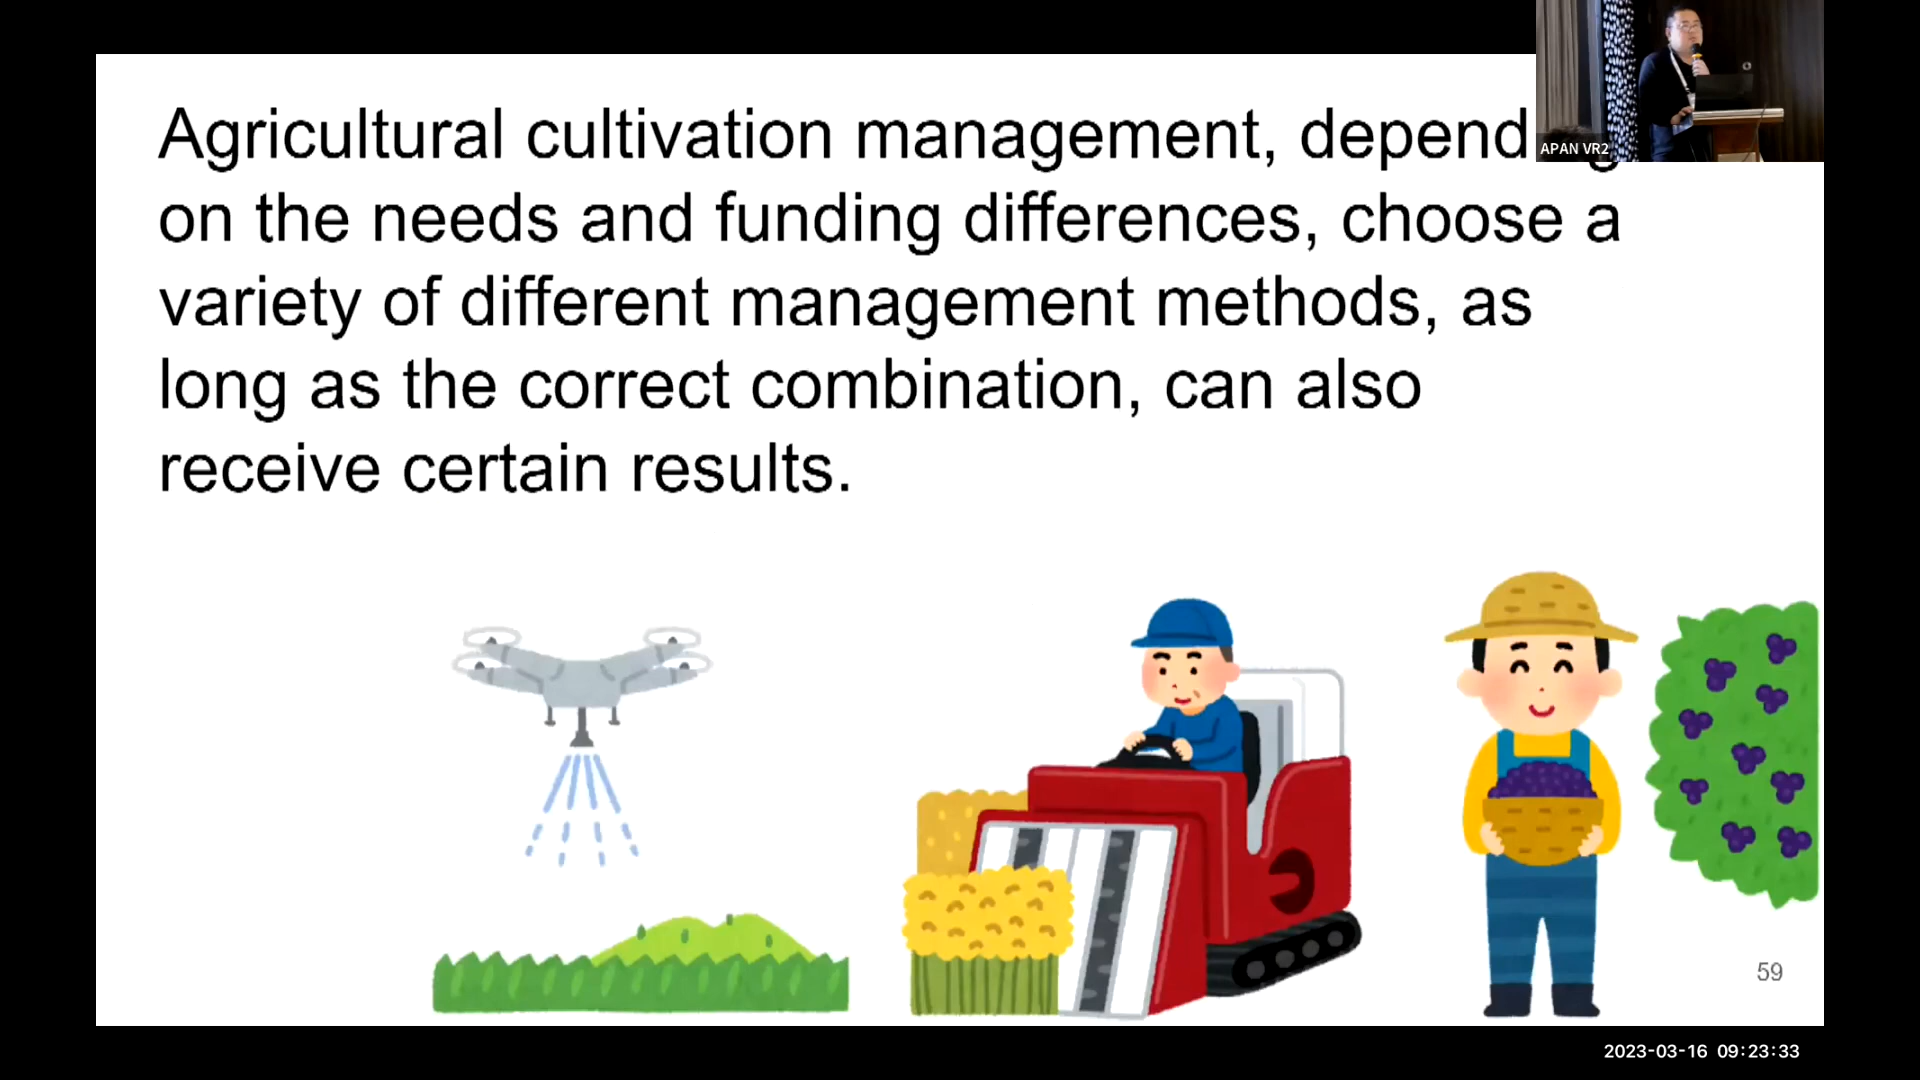 Agricultural cultivation management, depend
on the needs and funding differences, choose a
variety of different management methods, as
long as the correct combination, can also
receive certain results.
APAN VR2
59
2023-03-16 09:23:33